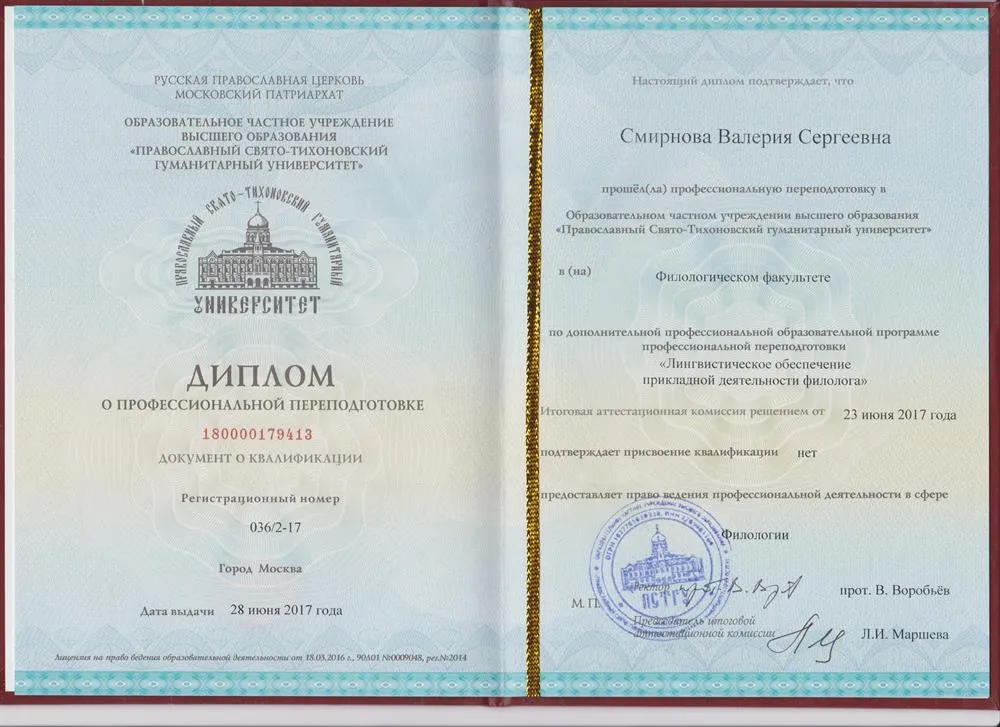 РУССКАЯ ПРАВОСЛАВНАЯ ЦЕРКОВЬ
МОСКОВСКИЙ ПАТРИАРХАТ
ОБРАЗОВАТЕЛЬНОЕ ЧАСТНОЕ УЧРЕЖДЕНИЕ
ВЫСШЕГО ОБРАЗОВАНИЯ
«ПРАВОСЛАВНЫЙ СВЯТО-ТИХОНОВСКИЙ
ГУМАНИТАРНЫЙ УНИВЕРСИТЕТ»
ПРАВОСЛАВНЫЙ СВЯТО-ТИХОНОВСКИЙ ГУМАНИТАРНЫЙ
УНИВЕРСИТЕТ
ДИПЛОМ
О ПРОФЕССИОНАЛЬНОЙ ПЕРЕПОДГОТОВКЕ
180000179413
ДОКУМЕНТ О КВАЛИФИКАЦИИ
Регистрационный номер
036/2-17
Город Москва
Дата выдачи 28 июня 2017 года
Лицензия на право ведения образовательной деятельности от 18.03.2016 г., 90Л01 №0009048, рег.№2014
Настоящий диплом подтверждает, что
Смирнова Валерия Сергеевна
прошёл(ла) профессиональную переподготовку в
Образовательном частном учреждении высшего образования
«Православный Свято-Тихоновский гуманитарный университет»
в (на) Филологическом факультете
по дополнительной профессиональной образовательной программе
профессиональной переподготовки
«Лингвистическое обеспечение
прикладной деятельности филолога»
Итоговая аттестационная комиссия решением от 23 июня 2017 года
подтверждает присвоение квалификации нет
предоставляет право ведения профессиональной деятельности в сфере
Филологии
ПСТГУ
Ректор прот. В. Воробьёв
М. П.
Председатель итоговой
аттестационной комиссии Л.И. Маршева